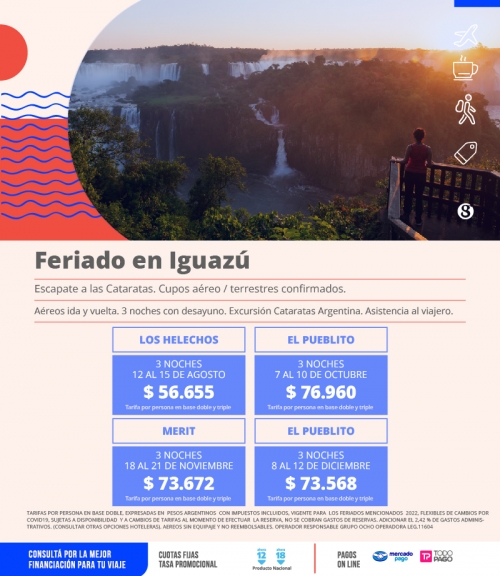 Feriado en Iguazú
Escapate a las Cataratas. Cupos aéreo / terrestres confirmados.
Aéreos ida y vuelta. 3 noches con desayuno. Excursión Cataratas Argentina. Asistencia al viajero.
LOS HELECHOS
3 NOCHES
12 AL 15 DE AGOSTO
$ 56.655
Tarifa por persona en base doble y triple
EL PUEBLITO
3 NOCHES
7 AL 10 DE OCTUBRE
$ 76.960
Tarifa por persona en base doble y triple
MERIT
3 NOCHES
18 AL 21 DE NOVIEMBRE
$ 73.672
Tarifa por persona en base doble y triple
EL PUEBLITO
3 NOCHES
8 AL 12 DE DICIEMBRE
$ 73.568
Tarifa por persona en base doble y triple
TARIFAS POR PERSONA EN BASE DOBLE, EXPRESADAS EN PESOS ARGENTINOS CON IMPUESTOS INCLUIDOS, VIGENTE PARA LOS FERIADOS MENCIONADOS 2022, FLEXIBLES DE CAMBIOS POR
COVID19, SUJETAS A DISPONIBILIDAD Y A CAMBIOS DE TARIFAS AL MOMENTO DE EFECTUAR LA RESERVA, NO SE COBRAN GASTOS DE RESERVAS. ADICIONAR EL 2,42 % DE GASTOS ADMINIS-
TRATIVOS. (CONSULTAR OTRAS OPCIONES HOTELERAS), AEREOS SIN EQUIPAJE Y NO REEMBOLSABLES. OPERADOR RESPONSABLE GRUPO OCHO OPERADORA LEG.11604
CONSULTÁ POR LA MEJOR
FINANCIACIÓN PARA TU VIAJE
CUOTAS FIJAS
TASA PROMOCIONAL
ahora
12
ahora
18
Producto Nacional
PAGOS
ON LINE
mercado
pago
TP
TODO
PAGO